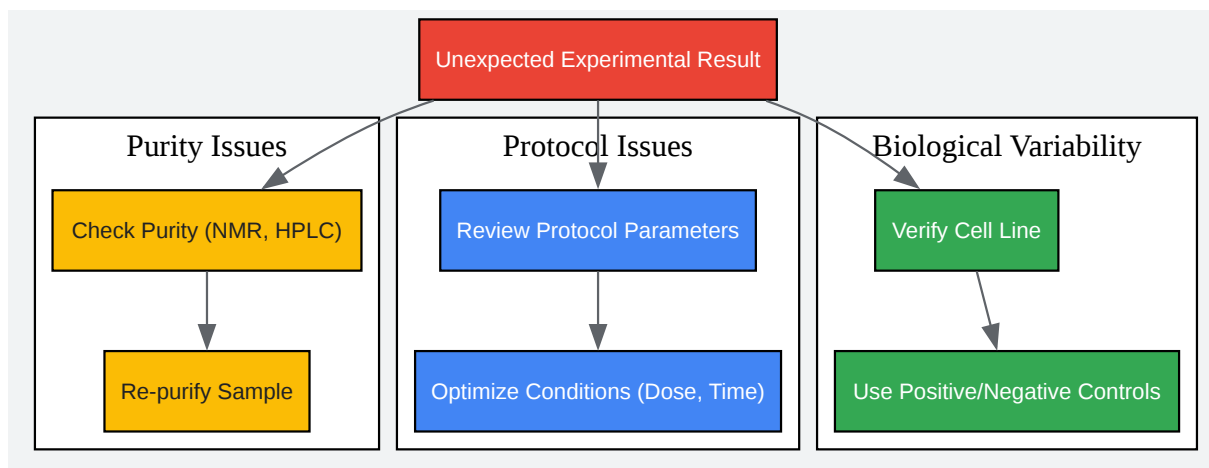 Unexpected Experimental Result
Purity Issues
Protocol Issues
Biological Variability
Check Purity (NMR, HPLC)
Review Protocol Parameters
Verify Cell Line
Re-purify Sample
Optimize Conditions (Dose, Time)
Use Positive/Negative Controls